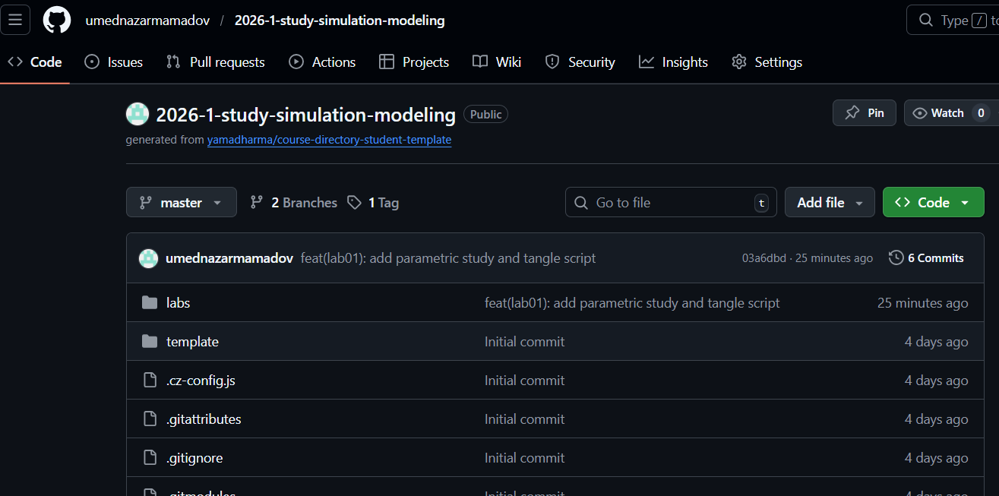 umednazarmamadov / 2026-1-study-simulation-modeling Type / to
Code Issues Pull requests Actions Projects Wiki Security Insights Settings
2026-1-study-simulation-modeling Public Pin Watch 0
generated from yamadharma/course-directory-student-template
master 2 Branches 1 Tag Go to file t Add file Code
umednazarmamadov feat(lab01): add parametric study and tangle script 03a6dbd · 25 minutes ago 6 Commits
labs feat(lab01): add parametric study and tangle script 25 minutes ago
template Initial commit 4 days ago
.cz-config.js Initial commit 4 days ago
.gitattributes Initial commit 4 days ago
.gitignore Initial commit 4 days ago
.gitmodules Initial commit 4 days ago